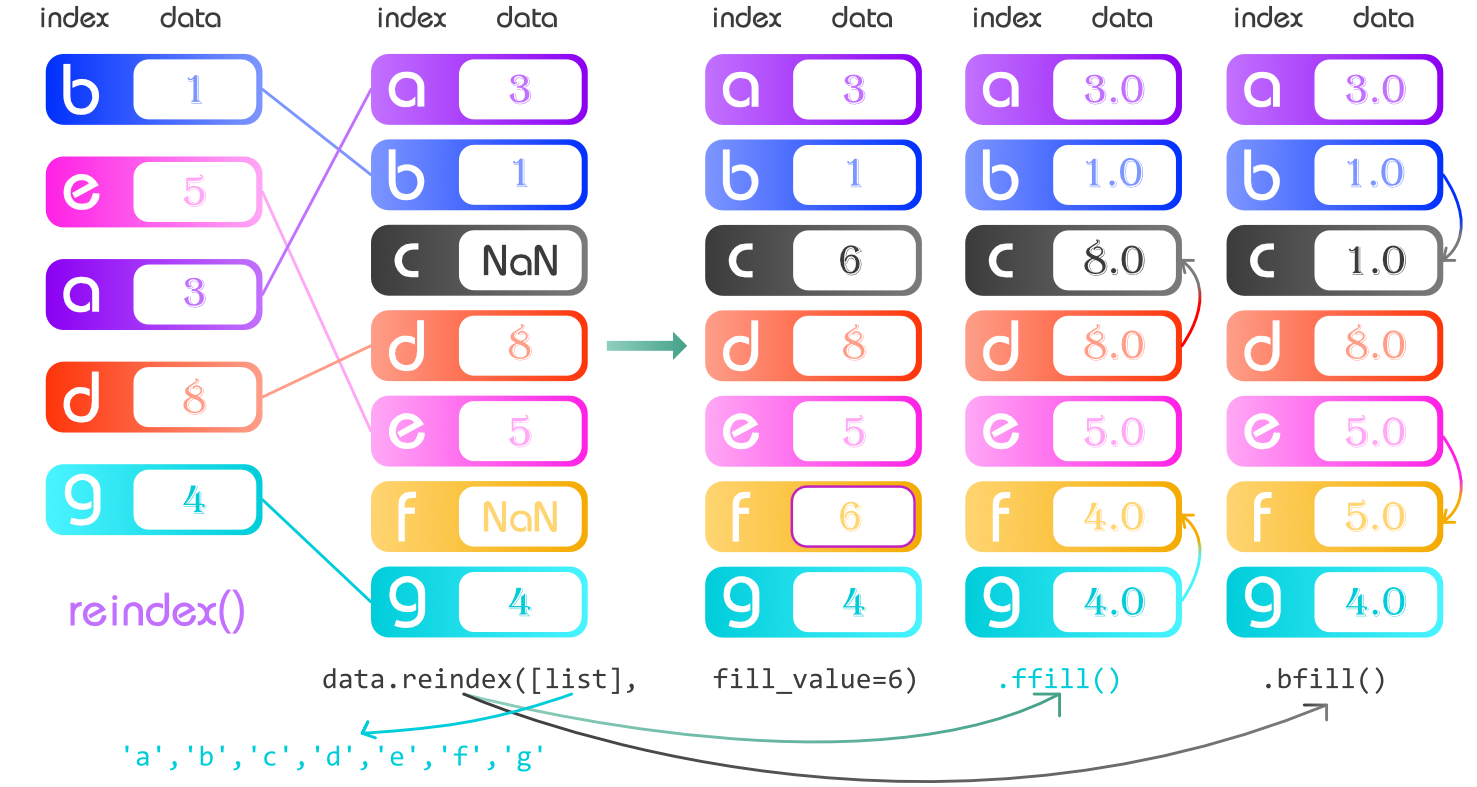 index data index data index data index data index data
b 1 a 3 a 3 a 3.0 a 3.0
e 5 b 1 b 1 b 1.0 b 1.0
a 3 c NaN c 6 c 8.0 c 1.0
d 8 d 8 d 8 d 8.0 d 8.0
g 4 e 5 e 5 e 5.0 e 5.0
f NaN f 6 f 4.0 f 5.0
g 4 g 4 g 4.0 g 4.0
reindex()
data.reindex([list], fill_value=6) .ffill() .bfill()
'a','b','c','d','e','f','g'